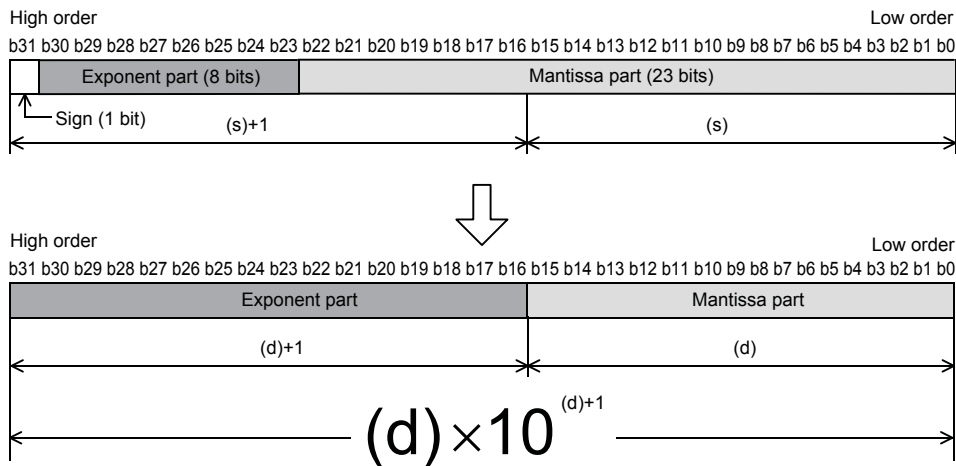 High order Low order
b31 b30 b29 b28 b27 b26 b25 b24 b23 b22 b21 b20 b19 b18 b17 b16 b15 b14 b13 b12 b11 b10 b9 b8 b7 b6 b5 b4 b3 b2 b1 b0
Exponent part (8 bits) Mantissa part (23 bits)
Sign (1 bit)
(s)+1 (s)
High order Low order
b31 b30 b29 b28 b27 b26 b25 b24 b23 b22 b21 b20 b19 b18 b17 b16 b15 b14 b13 b12 b11 b10 b9 b8 b7 b6 b5 b4 b3 b2 b1 b0
Exponent part Mantissa part
(d)+1 (d)
(d)×10 (d)+1